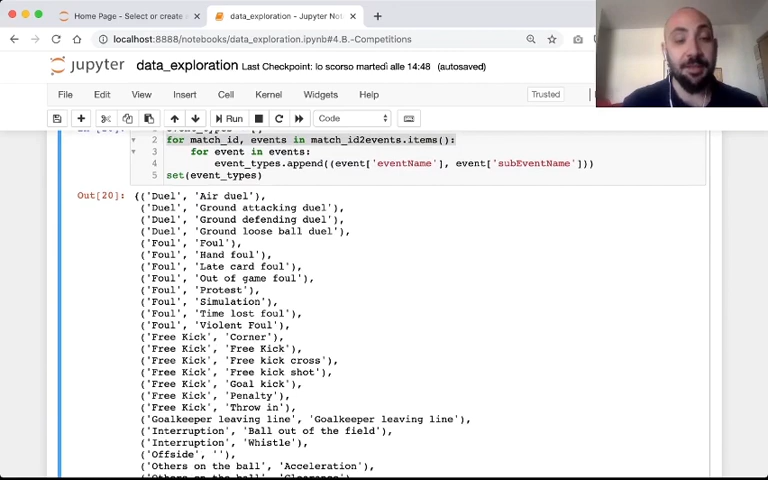 Home Page - Select or create
data_exploration - Jupyter Not
localhost:8888/notebooks/data_exploration.ipynb#4.B.-Competitions
jupyter data_exploration Last Checkpoint: lo scorso martedì alle 14:48 (autosaved)
File Edit View Insert Cell Kernel Widgets Help
Trusted
Run Code
2 for match_id, events in match_id2events.items():
3 for event in events:
4 event_types.append((event['eventName'], event['subEventName']))
5 set(event_types)
Out[20]: {('Duel', 'Air duel'),
('Duel', 'Ground attacking duel'),
('Duel', 'Ground defending duel'),
('Duel', 'Ground loose ball duel'),
('Foul', 'Foul'),
('Foul', 'Hand foul'),
('Foul', 'Late card foul'),
('Foul', 'Out of game foul'),
('Foul', 'Protest'),
('Foul', 'Simulation'),
('Foul', 'Time lost foul'),
('Foul', 'Violent Foul'),
('Free Kick', 'Corner'),
('Free Kick', 'Free Kick'),
('Free Kick', 'Free kick cross'),
('Free Kick', 'Free kick shot'),
('Free Kick', 'Goal kick'),
('Free Kick', 'Penalty'),
('Free Kick', 'Throw in'),
('Goalkeeper leaving line', 'Goalkeeper leaving line'),
('Interruption', 'Ball out of the field'),
('Interruption', 'Whistle'),
('Offside', ''),
('Others on the ball', 'Acceleration'),